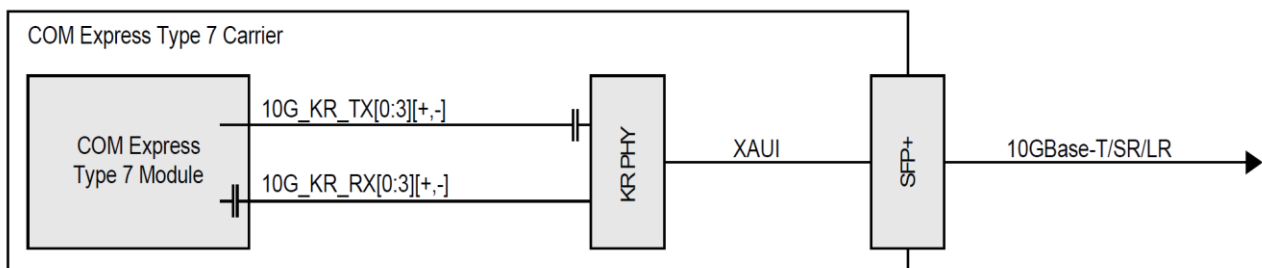 COM Express Type 7 Carrier
10G_KR_TX[0:3][+,-]
COM Express
Type 7 Module
10G_KR_RX[0:3][+,-]
KR PHY
XAUI
SFP+
10GBase-T/SR/LR